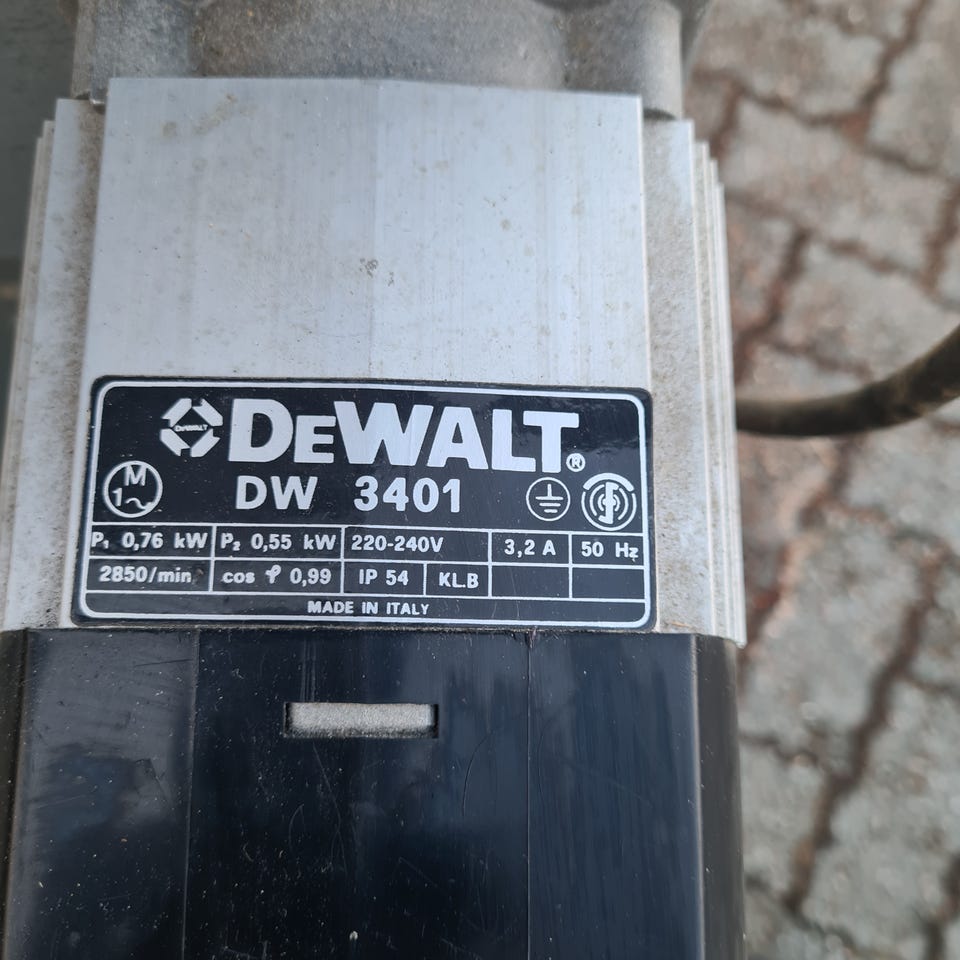 DEWALT
DEWALT®
DW 3401
M
1~
P₁ 0,76 kW P₂ 0,55 kW 220-240V 3,2 A 50 Hz
2850/min cos φ 0,99 IP 54 KL.B
MADE IN ITALY